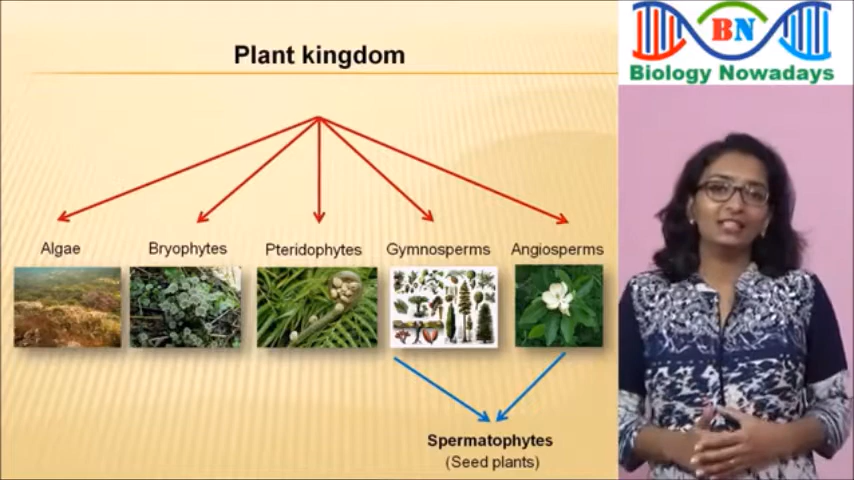 Plant kingdom
BN
Biology Nowadays
Algae
Bryophytes
Pteridophytes
Gymnosperms
Angiosperms
Spermatophytes
(Seed plants)